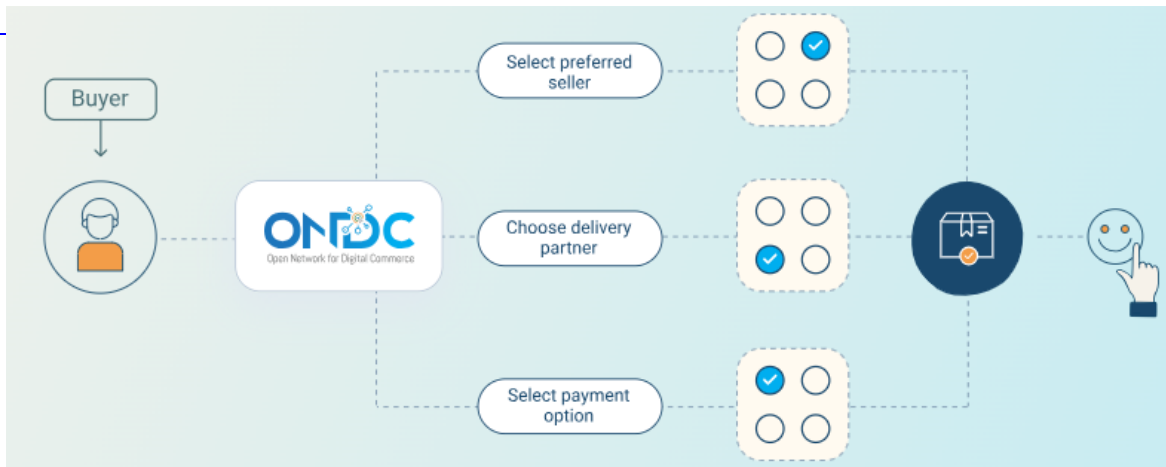 Buyer
ONDC
Open Network for Digital Commerce
Select preferred
seller
Choose delivery
partner
Select payment
option